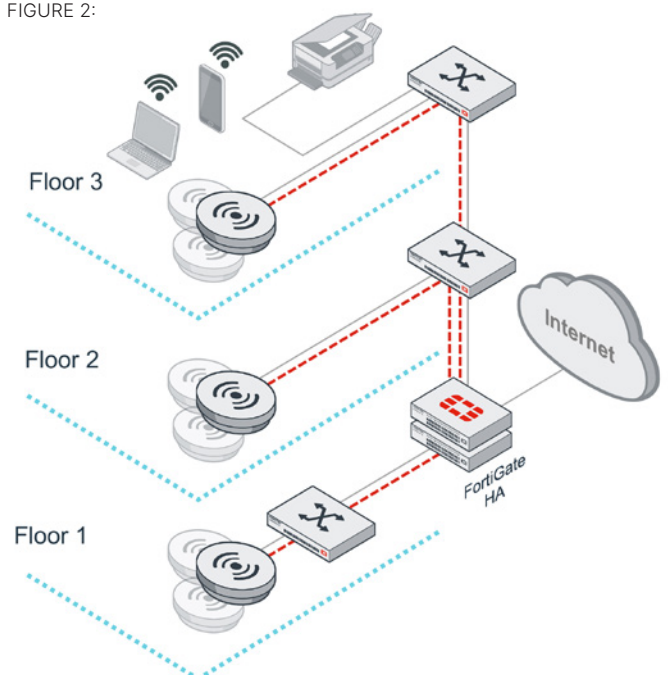 FIGURE 2:
Floor 3
Floor 2
Internet
FortiGate
HA
Floor 1